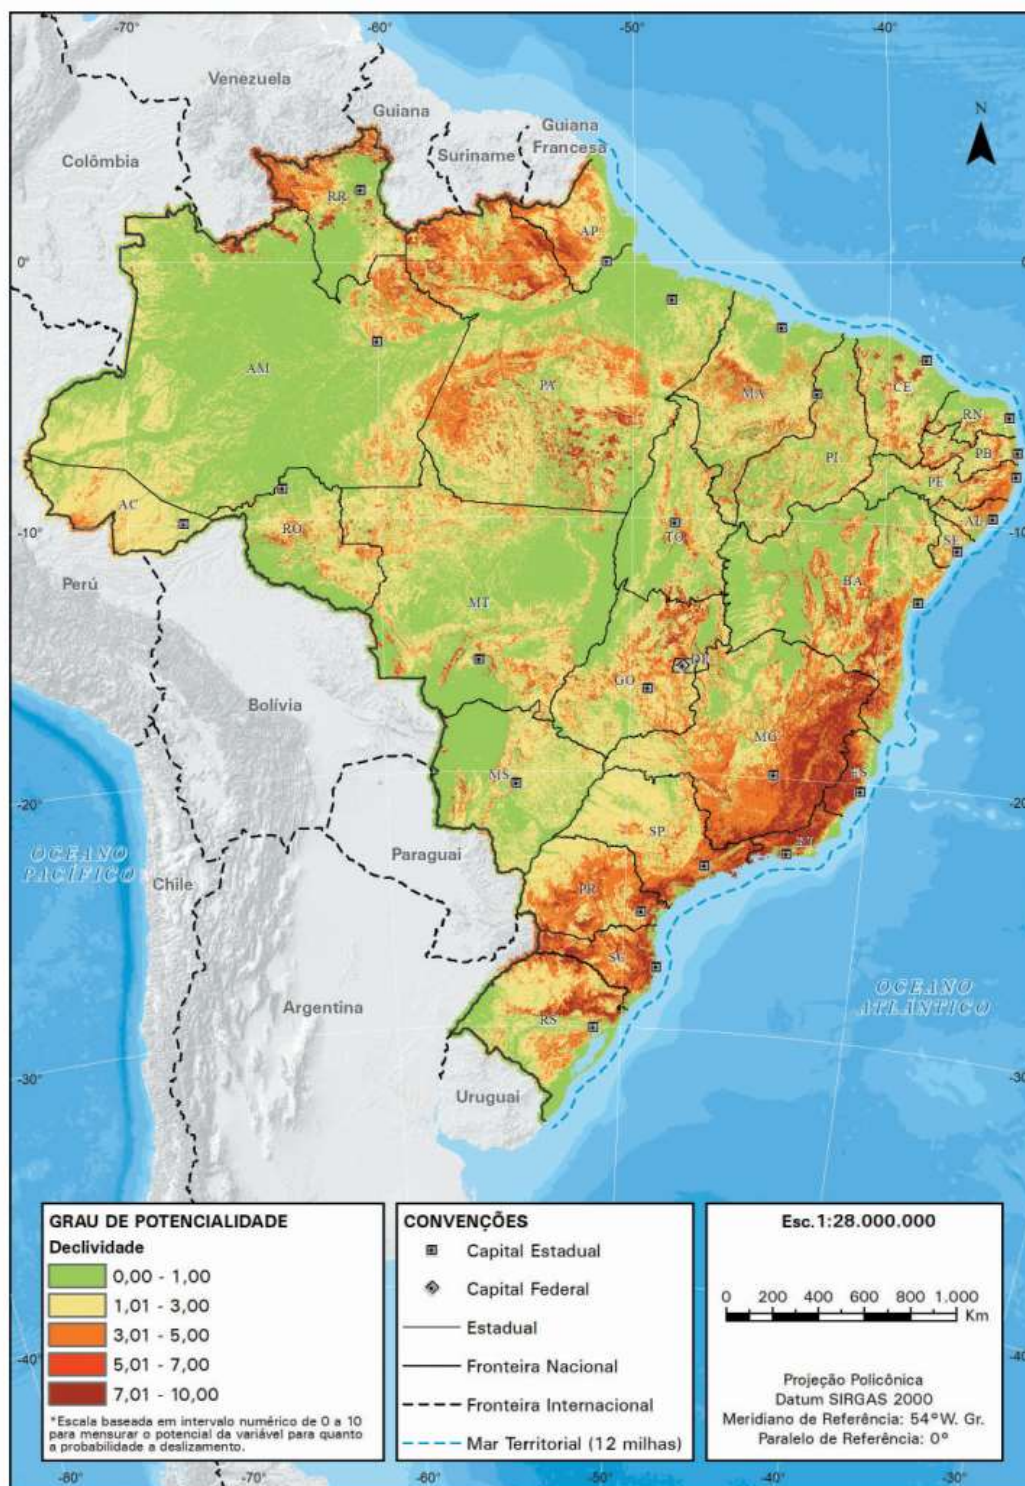 -70°
-60°
-50°
-40°
Venezuela
Guiana
Guiana
Francesa
Suriname
Colômbia
N
RR
AP
0°
0
AM
PA
MA
CE
RN
PB
PI
PE
AC
AL
-10°
-10
RO
TO
SE
BA
Perú
MT
DF
GO
Bolívia
MG
MS
ES
-20°
-20
SP
RJ
OCEANO
PACÍFICO
Paraguai
Chile
PR
SC
OCEANO
ATLÂNTICO
Argentina
RS
-30°
-30
Uruguai
GRAU DE POTENCIALIDADE
Declividade
0,00 - 1,00
1,01 - 3,00
3,01 - 5,00
5,01 - 7,00
7,01 - 10,00
*Escala baseada em intervalo numérico de 0 a 10
para mensurar o potencial da variável para quanto
a probabilidade a deslizamento.
CONVENÇÕES
Capital Estadual
Capital Federal
Estadual
Fronteira Nacional
Fronteira Internacional
Mar Territorial (12 milhas)
Esc.1:28.000.000
0 200 400 600 800 1.000
Km
Projeção Policônica
Datum SIRGAS 2000
Meridiano de Referência: 54°W. Gr.
Paralelo de Referência: 0°
-40°
-40
-80°
-70°
-60°
-50°
-40°
-30°